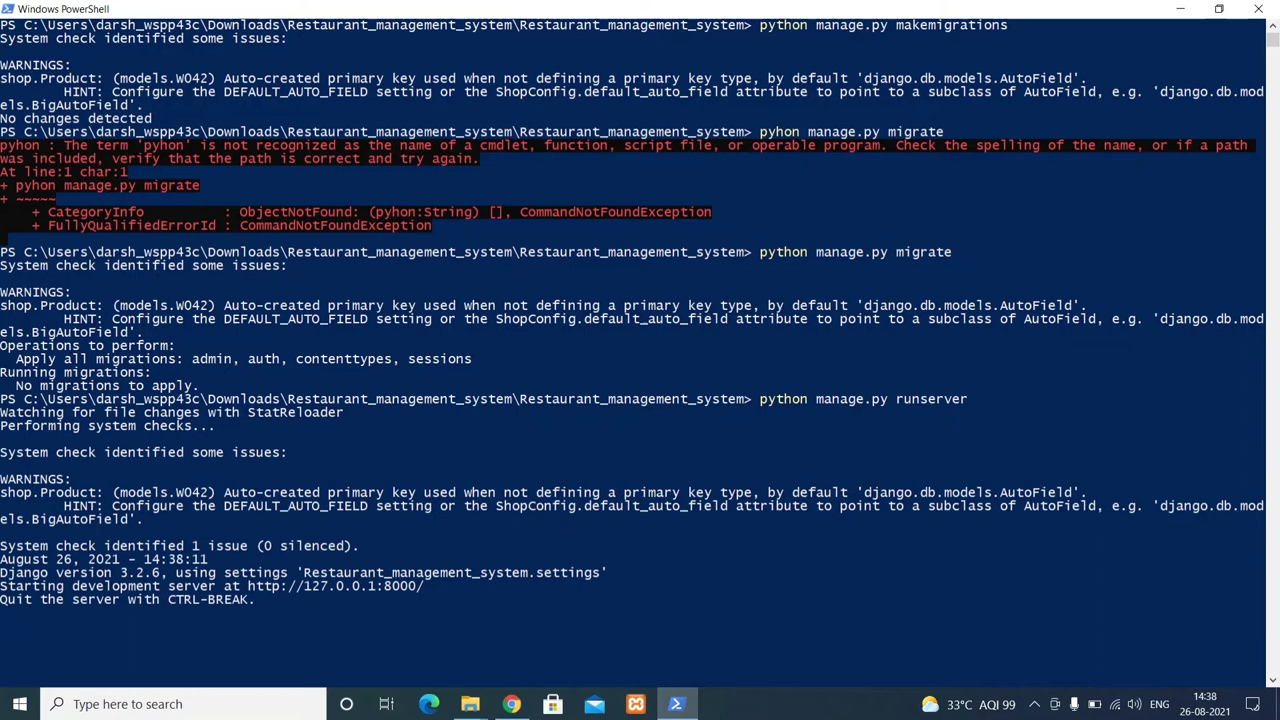 Windows PowerShell
PS C:\Users\darsh_wspp43c\Downloads\Restaurant_management_system\Restaurant_management_system> python manage.py makemigrations
System check identified some issues:
WARNINGS:
shop.Product: (models.W042) Auto-created primary key used when not defining a primary key type, by default 'django.db.models.AutoField'.
HINT: Configure the DEFAULT_AUTO_FIELD setting or the ShopConfig.default_auto_field attribute to point to a subclass of AutoField, e.g. 'django.db.mod
els.BigAutoField'.
No changes detected
PS C:\Users\darsh_wspp43c\Downloads\Restaurant_management_system\Restaurant_management_system> pyhon manage.py migrate
pyhon : The term 'pyhon' is not recognized as the name of a cmdlet, function, script file, or operable program. Check the spelling of the name, or if a path
was included, verify that the path is correct and try again.
At line:1 char:1
+ pyhon manage.py migrate
+ ~~~~~
+ CategoryInfo : ObjectNotFound: (pyhon:String) [], CommandNotFoundException
+ FullyQualifiedErrorId : CommandNotFoundException
PS C:\Users\darsh_wspp43c\Downloads\Restaurant_management_system\Restaurant_management_system> python manage.py migrate
System check identified some issues:
WARNINGS:
shop.Product: (models.W042) Auto-created primary key used when not defining a primary key type, by default 'django.db.models.AutoField'.
HINT: Configure the DEFAULT_AUTO_FIELD setting or the ShopConfig.default_auto_field attribute to point to a subclass of AutoField, e.g. 'django.db.mod
els.BigAutoField'.
Operations to perform:
Apply all migrations: admin, auth, contenttypes, sessions
Running migrations:
No migrations to apply.
PS C:\Users\darsh_wspp43c\Downloads\Restaurant_management_system\Restaurant_management_system> python manage.py runserver
Watching for file changes with StatReloader
Performing system checks...
System check identified some issues:
WARNINGS:
shop.Product: (models.W042) Auto-created primary key used when not defining a primary key type, by default 'django.db.models.AutoField'.
HINT: Configure the DEFAULT_AUTO_FIELD setting or the ShopConfig.default_auto_field attribute to point to a subclass of AutoField, e.g. 'django.db.mod
els.BigAutoField'.
System check identified 1 issue (0 silenced).
August 26, 2021 - 14:38:11
Django version 3.2.6, using settings 'Restaurant_management_system.settings'
Starting development server at http://127.0.0.1:8000/
Quit the server with CTRL-BREAK.
Type here to search
33°C AQI 99
ENG
14:38
26-08-2021